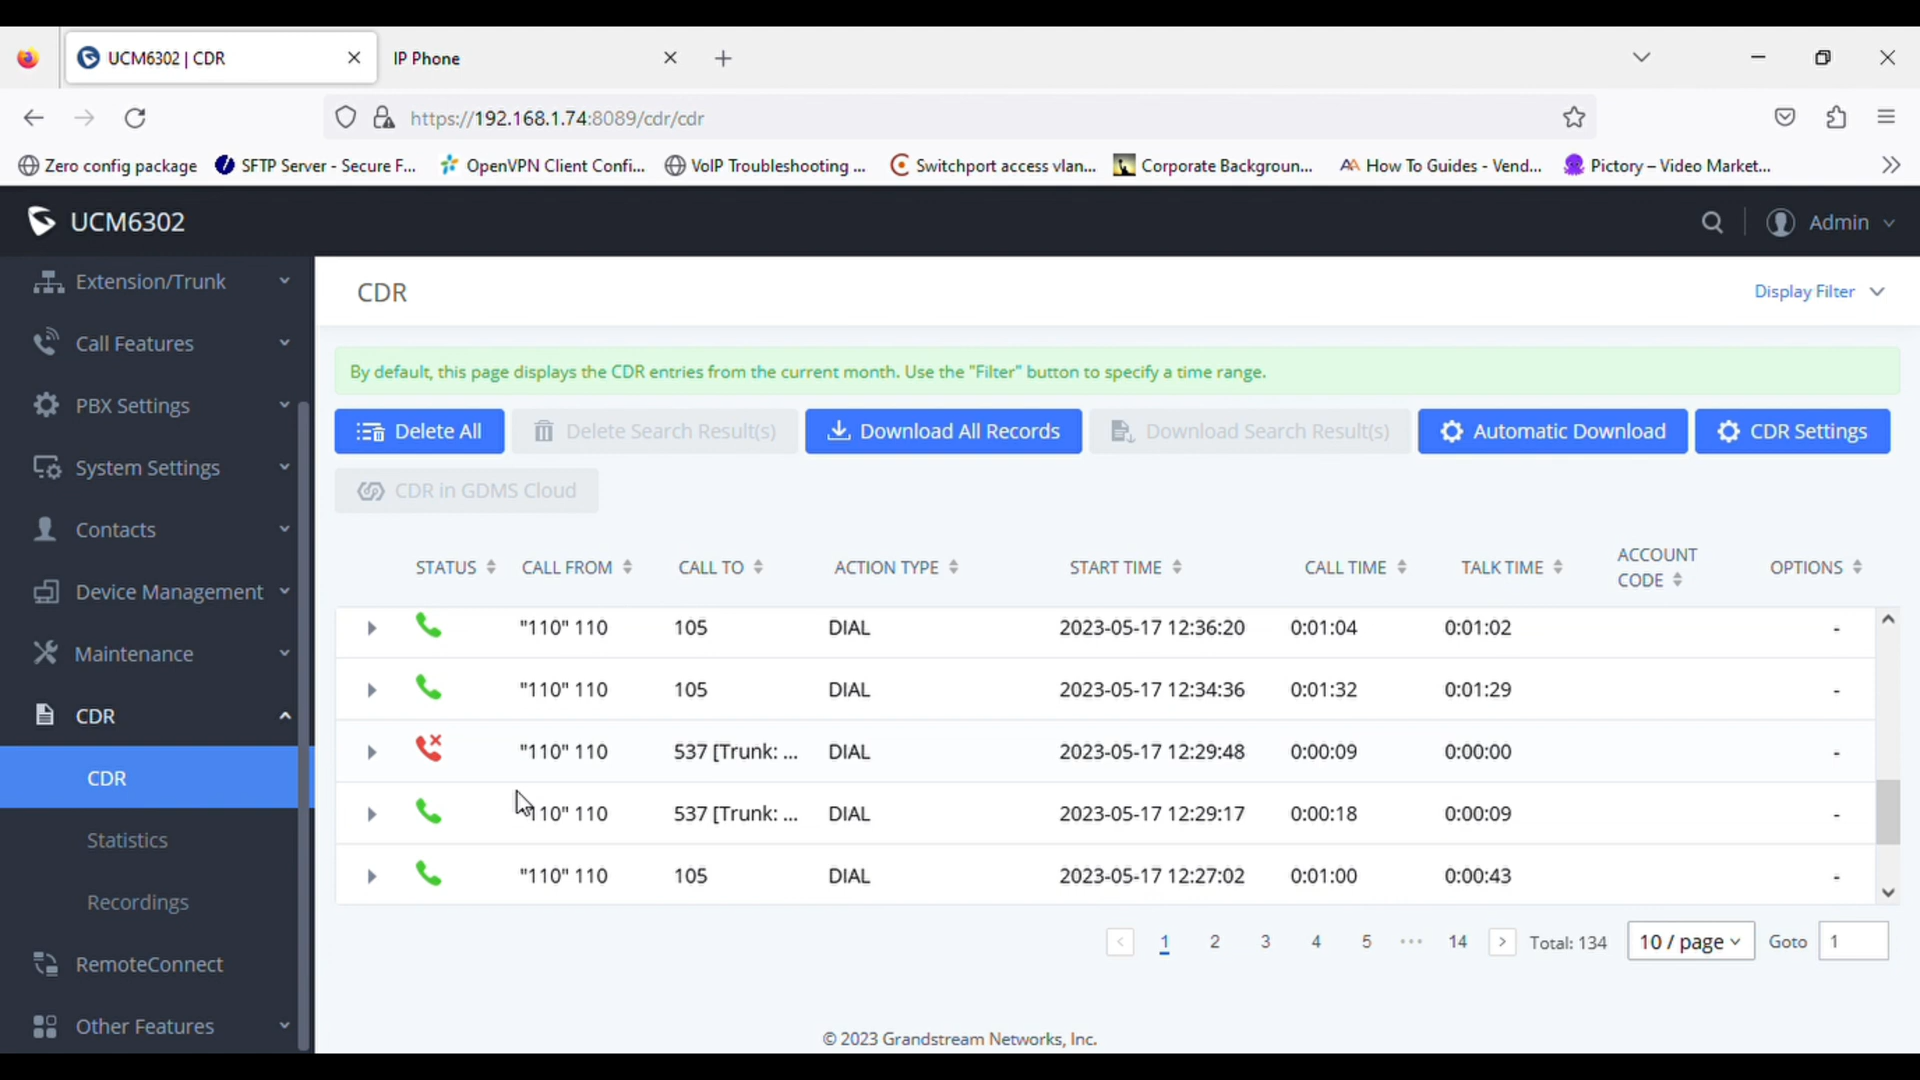 UCM6302 | CDR
IP Phone
https://192.168.1.74:8089/cdr/cdr
Zero config package
SFTP Server - Secure F...
OpenVPN Client Confi...
VoIP Troubleshooting ...
Switchport access vlan...
Corporate Backgroun...
How To Guides - Vend...
Pictory – Video Market...
UCM6302
Admin
Extension/Trunk
Call Features
PBX Settings
System Settings
Contacts
Device Management
Maintenance
CDR
CDR
Statistics
Recordings
RemoteConnect
Other Features
CDR
Display Filter
By default, this page displays the CDR entries from the current month. Use the "Filter" button to specify a time range.
Delete All
Delete Search Result(s)
Download All Records
Download Search Result(s)
Automatic Download
CDR Settings
CDR in GDMS Cloud
STATUS CALL FROM CALL TO ACTION TYPE START TIME CALL TIME TALK TIME ACCOUNT CODE OPTIONS
"110" 110 105 DIAL 2023-05-17 12:36:20 0:01:04 0:01:02 -
"110" 110 105 DIAL 2023-05-17 12:34:36 0:01:32 0:01:29 -
"110" 110 537 [Trunk: ... DIAL 2023-05-17 12:29:48 0:00:09 0:00:00 -
"110" 110 537 [Trunk: ... DIAL 2023-05-17 12:29:17 0:00:18 0:00:09 -
"110" 110 105 DIAL 2023-05-17 12:27:02 0:01:00 0:00:43 -
< 1 2 3 4 5 ••• 14 > Total: 134 10 / page Goto 1
© 2023 Grandstream Networks, Inc.